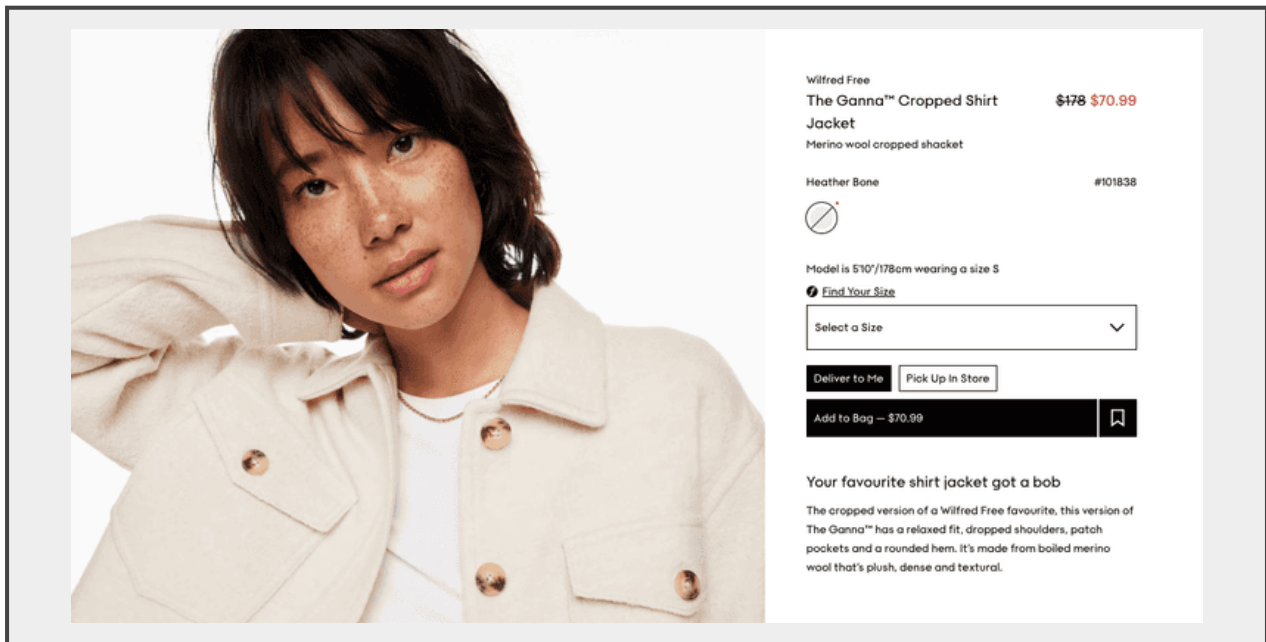 Wilfred Free
The Ganna™ Cropped Shirt
Jacket
$178 $70.99
Merino wool cropped shacket
Heather Bone
#101838
Model is 5'10"/178cm wearing a size S
Find Your Size
Select a Size
Deliver to Me
Pick Up In Store
Add to Bag — $70.99
Your favourite shirt jacket got a bob
The cropped version of a Wilfred Free favourite, this version of
The Ganna™ has a relaxed fit, dropped shoulders, patch
pockets and a rounded hem. It's made from boiled merino
wool that's plush, dense and textural.